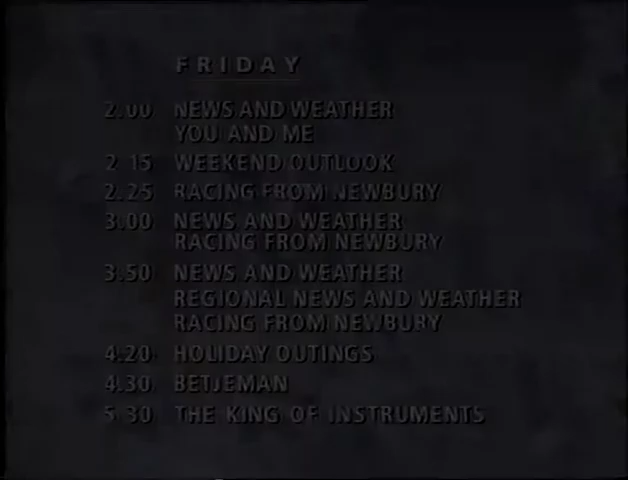 FRIDAY
2.00 NEWS AND WEATHER
YOU AND ME
2.15 WEEKEND OUTLOOK
2.25 RACING FROM NEWBURY
3.00 NEWS AND WEATHER
RACING FROM NEWBURY
3.50 NEWS AND WEATHER
REGIONAL NEWS AND WEATHER
RACING FROM NEWBURY
4.20 HOLIDAY OUTINGS
4.30 BETJEMAN
5.30 THE KING OF INSTRUMENTS